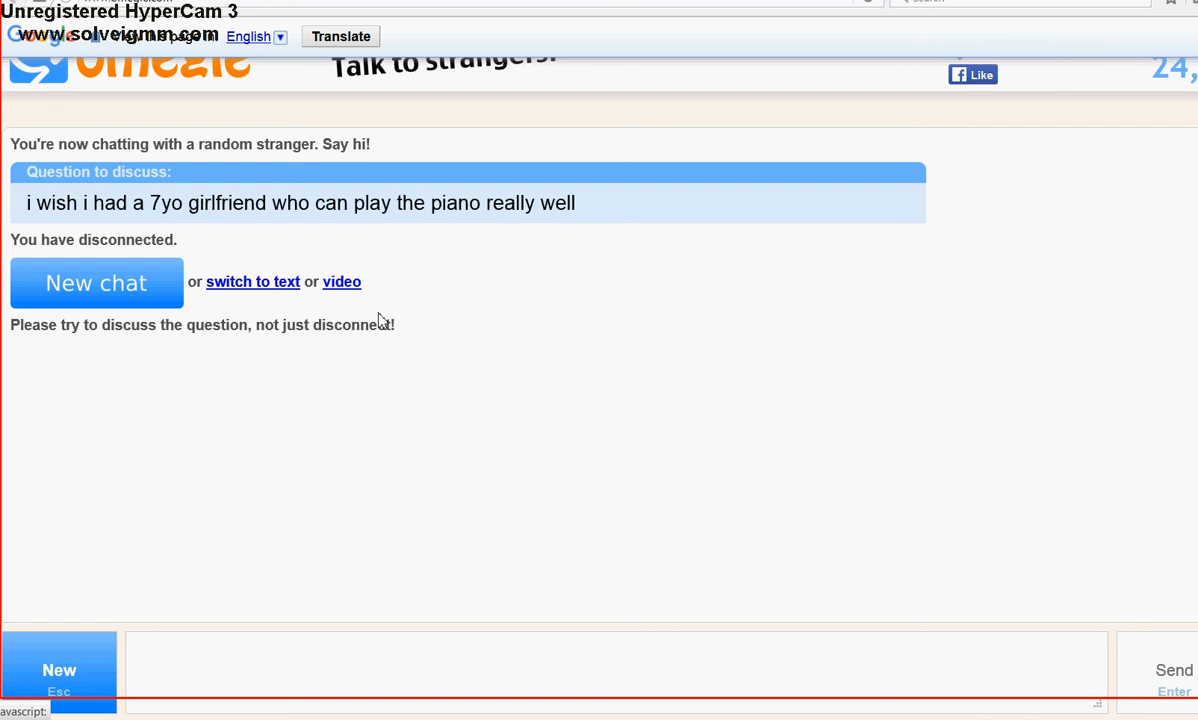 Unregistered HyperCam 3
www.solveigmm.com
English
Translate
omegle
Talk to strangers!
Like
24,
You're now chatting with a random stranger. Say hi!
Question to discuss:
i wish i had a 7yo girlfriend who can play the piano really well
You have disconnected.
New chat or switch to text or video
Please try to discuss the question, not just disconnect!
New
Esc
Send
Enter
avascript: